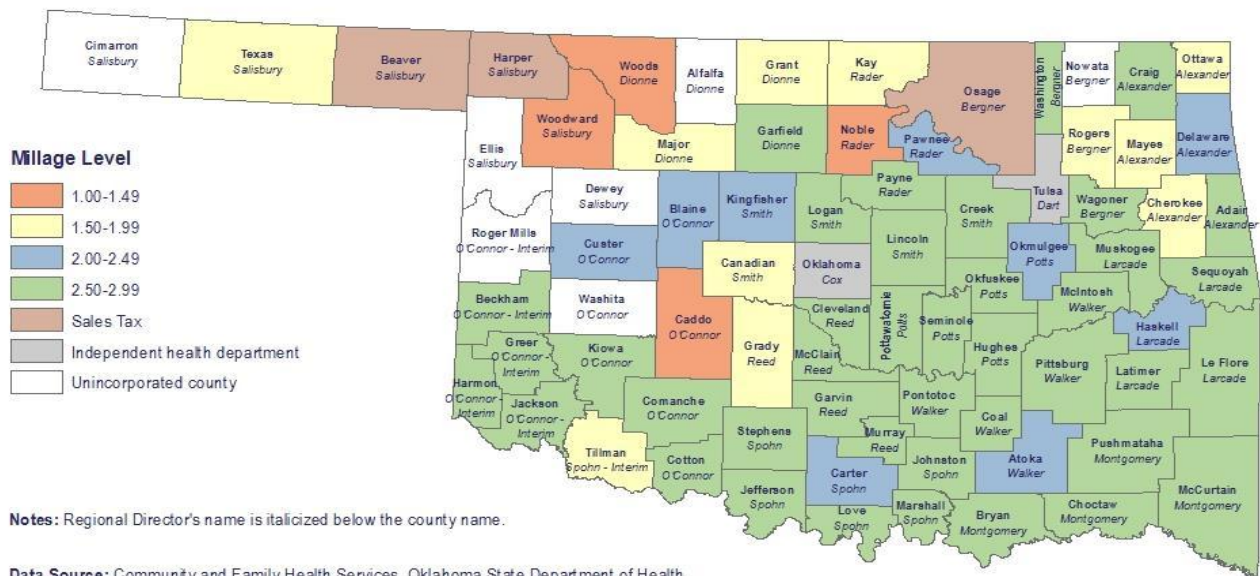 Cimarron
Salisbury
Texas
Salisbury
Beaver
Salisbury
Harper
Salisbury
Woods
Dionne
Alfalfa
Dionne
Grant
Dionne
Kay
Rader
Osage
Bergner
Washington
Bergner
Nowata
Bergner
Craig
Alexander
Ottawa
Alexander
Woodward
Salisbury
Ellis
Salisbury
Major
Dionne
Garfield
Dionne
Noble
Rader
Pawnee
Rader
Rogers
Bergner
Mayes
Alexander
Delaware
Alexander
Millage Level
1.00-1.49
1.50-1.99
2.00-2.49
2.50-2.99
Sales Tax
Independent health department
Unincorporated county
Dewey
Salisbury
Blaine
O'Connor
Kingfisher
Smith
Logan
Smith
Payne
Rader
Creek
Smith
Tulsa
Dart
Wagoner
Bergner
Cherokee
Alexander
Adair
Alexander
Roger Mills
O'Connor - Interim
Custer
O'Connor
Canadian
Smith
Oklahoma
Cox
Lincoln
Smith
Okmulgee
Potts
Muskogee
Larcade
Sequoyah
Larcade
Okfuskee
Potts
McIntosh
Walker
Haskell
Larcade
Beckham
O'Connor - Interim
Washita
O'Connor
Caddo
O'Connor
Grady
Reed
Cleveland
Reed
McClain
Reed
Pottawatomie
Potts
Seminole
Potts
Hughes
Potts
Pittsburg
Walker
Latimer
Larcade
Le Flore
Larcade
Greer
O'Connor -
Interim
Kiowa
O'Connor
Harmon
O'Connor -
Interim
Jackson
O'Connor -
Interim
Comanche
O'Connor
Tillman
Spohn - Interim
Cotton
O'Connor
Stephens
Spohn
Garvin
Reed
Murray
Reed
Pontotoc
Walker
Coal
Walker
Atoka
Walker
Pushmataha
Montgomery
McCurtain
Montgomery
Jefferson
Spohn
Carter
Spohn
Johnston
Spohn
Love
Spohn
Marshall
Spohn
Bryan
Montgomery
Choctaw
Montgomery
Notes: Regional Director's name is italicized below the county name.
Data Source: Community and Family Health Services, Oklahoma State Department of Health